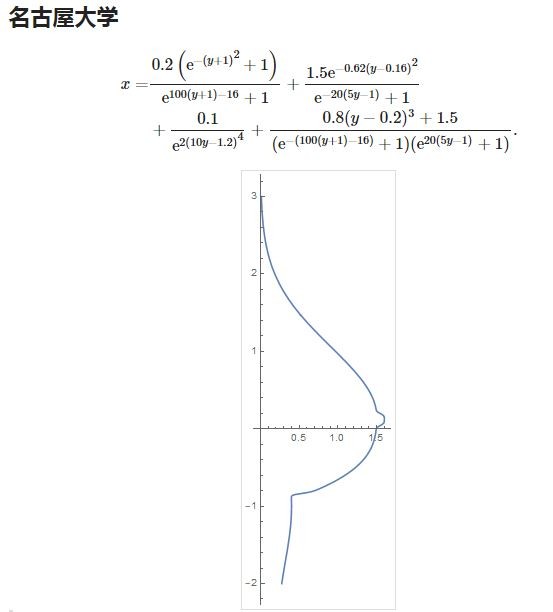 名古屋大学
x = 0.2 (e^{-(y+1)^2} + 1) / (e^{100(y+1)-16} + 1) + 1.5e^{-0.62(y-0.16)^2} / (e^{-20(5y-1)} + 1)
+ 0.1 / e^{2(10y-1.2)^4} + (0.8(y - 0.2)^3 + 1.5) / ((e^{-(100(y+1)-16)} + 1)(e^{20(5y-1)} + 1)).
3
2
1
0.5 1.0 1.5
-1
-2